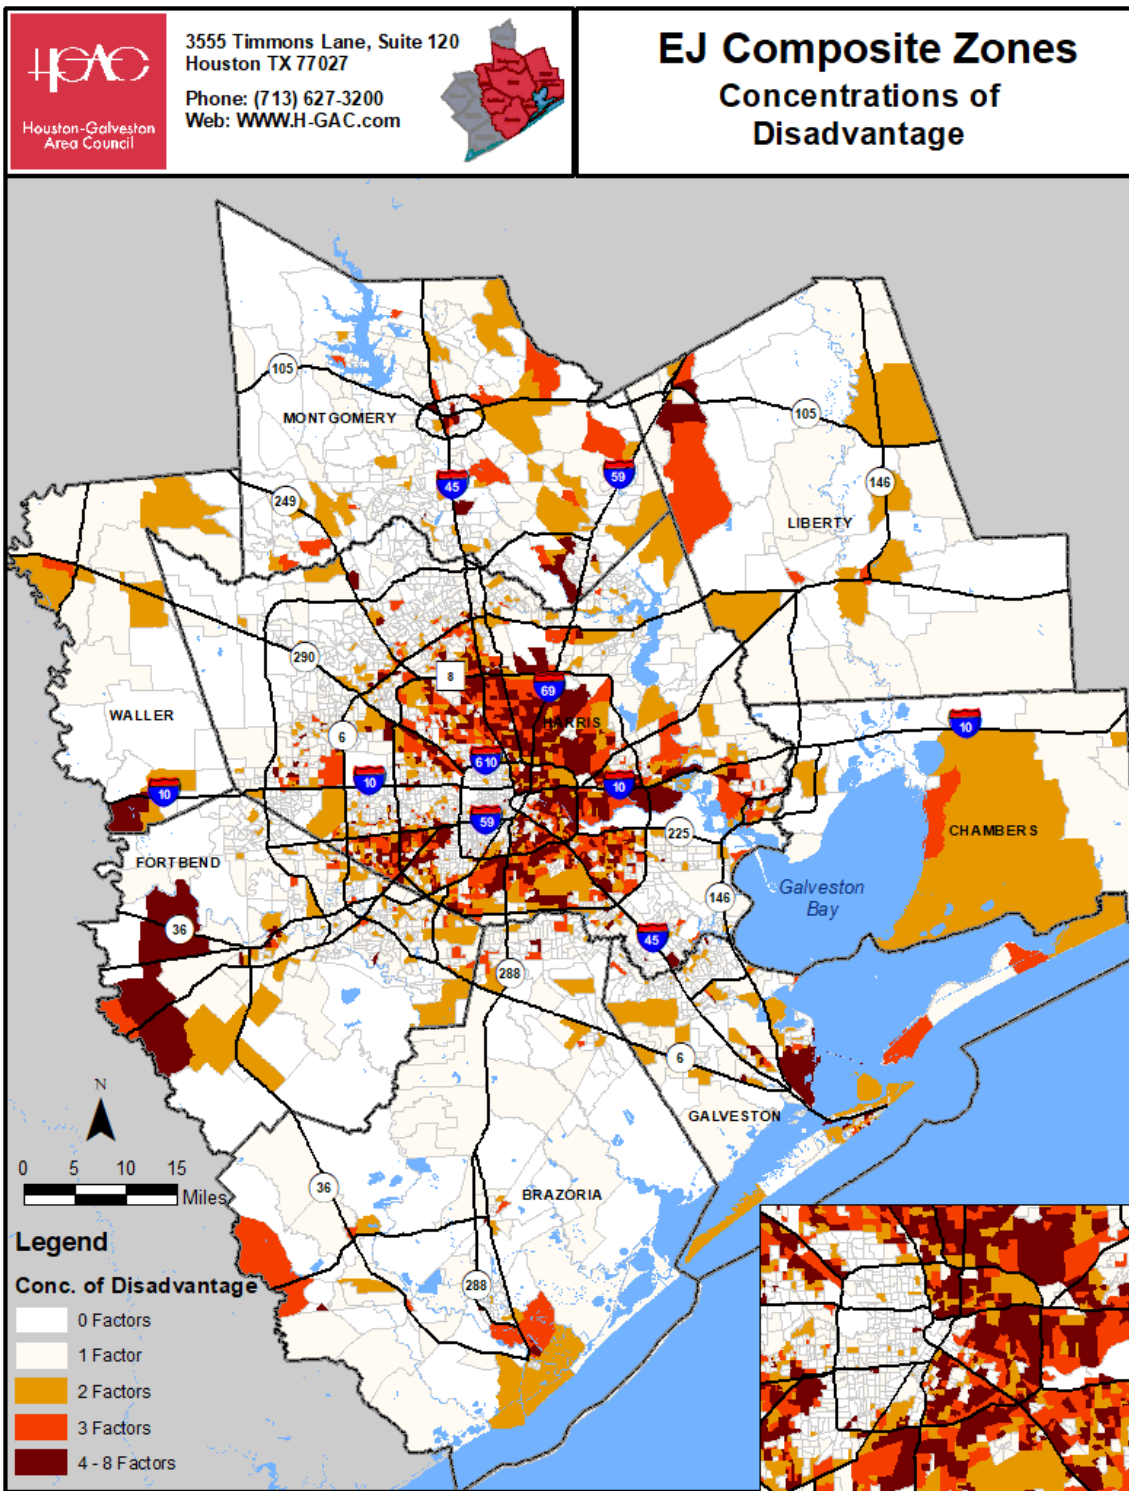 HGAC
Houston-Galveston
Area Council
3555 Timmons Lane, Suite 120
Houston TX 77027
Phone: (713) 627-3200
Web: WWW.H-GAC.com
EJ Composite Zones
Concentrations of
Disadvantage
105
MONTGOMERY
105
45
59
249
146
LIBERTY
290
8
69
WALLER
HARRIS
6
10
610
10
10
10
59
225
CHAMBERS
FORTBEND
Galveston
Bay
146
36
45
288
6
N
GALVESTON
0 5 10 15
Miles
36
BRAZORIA
288
Legend
Conc. of Disadvantage
0 Factors
1 Factor
2 Factors
3 Factors
4 - 8 Factors